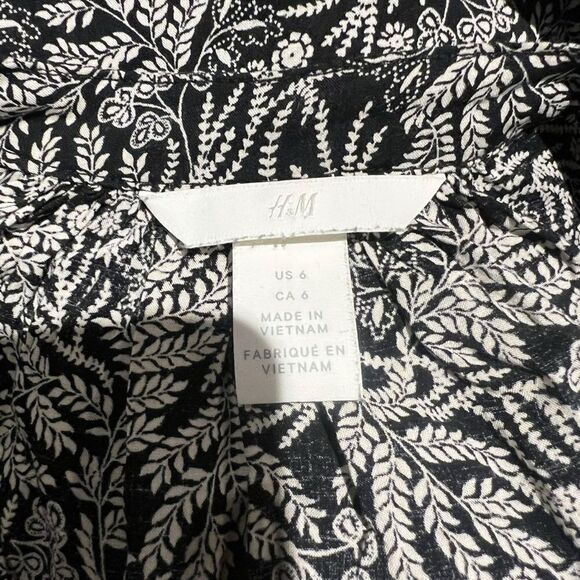 H&M
US 6
CA 6
MADE IN
VIETNAM
FABRIQUÉ EN
VIETNAM